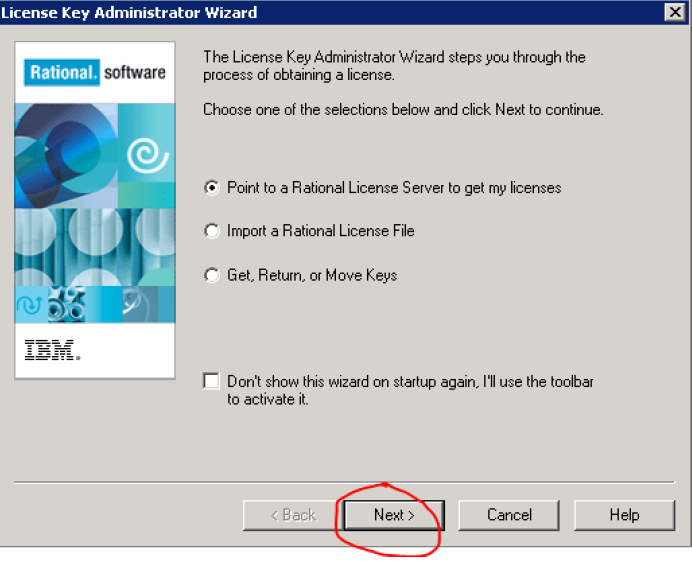 License Key Administrator Wizard
Rational. software
The License Key Administrator Wizard steps you through the
process of obtaining a license.
Choose one of the selections below and click Next to continue.
Point to a Rational License Server to get my licenses
Import a Rational License File
Get, Return, or Move Keys
IBM.
Don't show this wizard on startup again, I'll use the toolbar
to activate it.
< Back
Next >
Cancel
Help